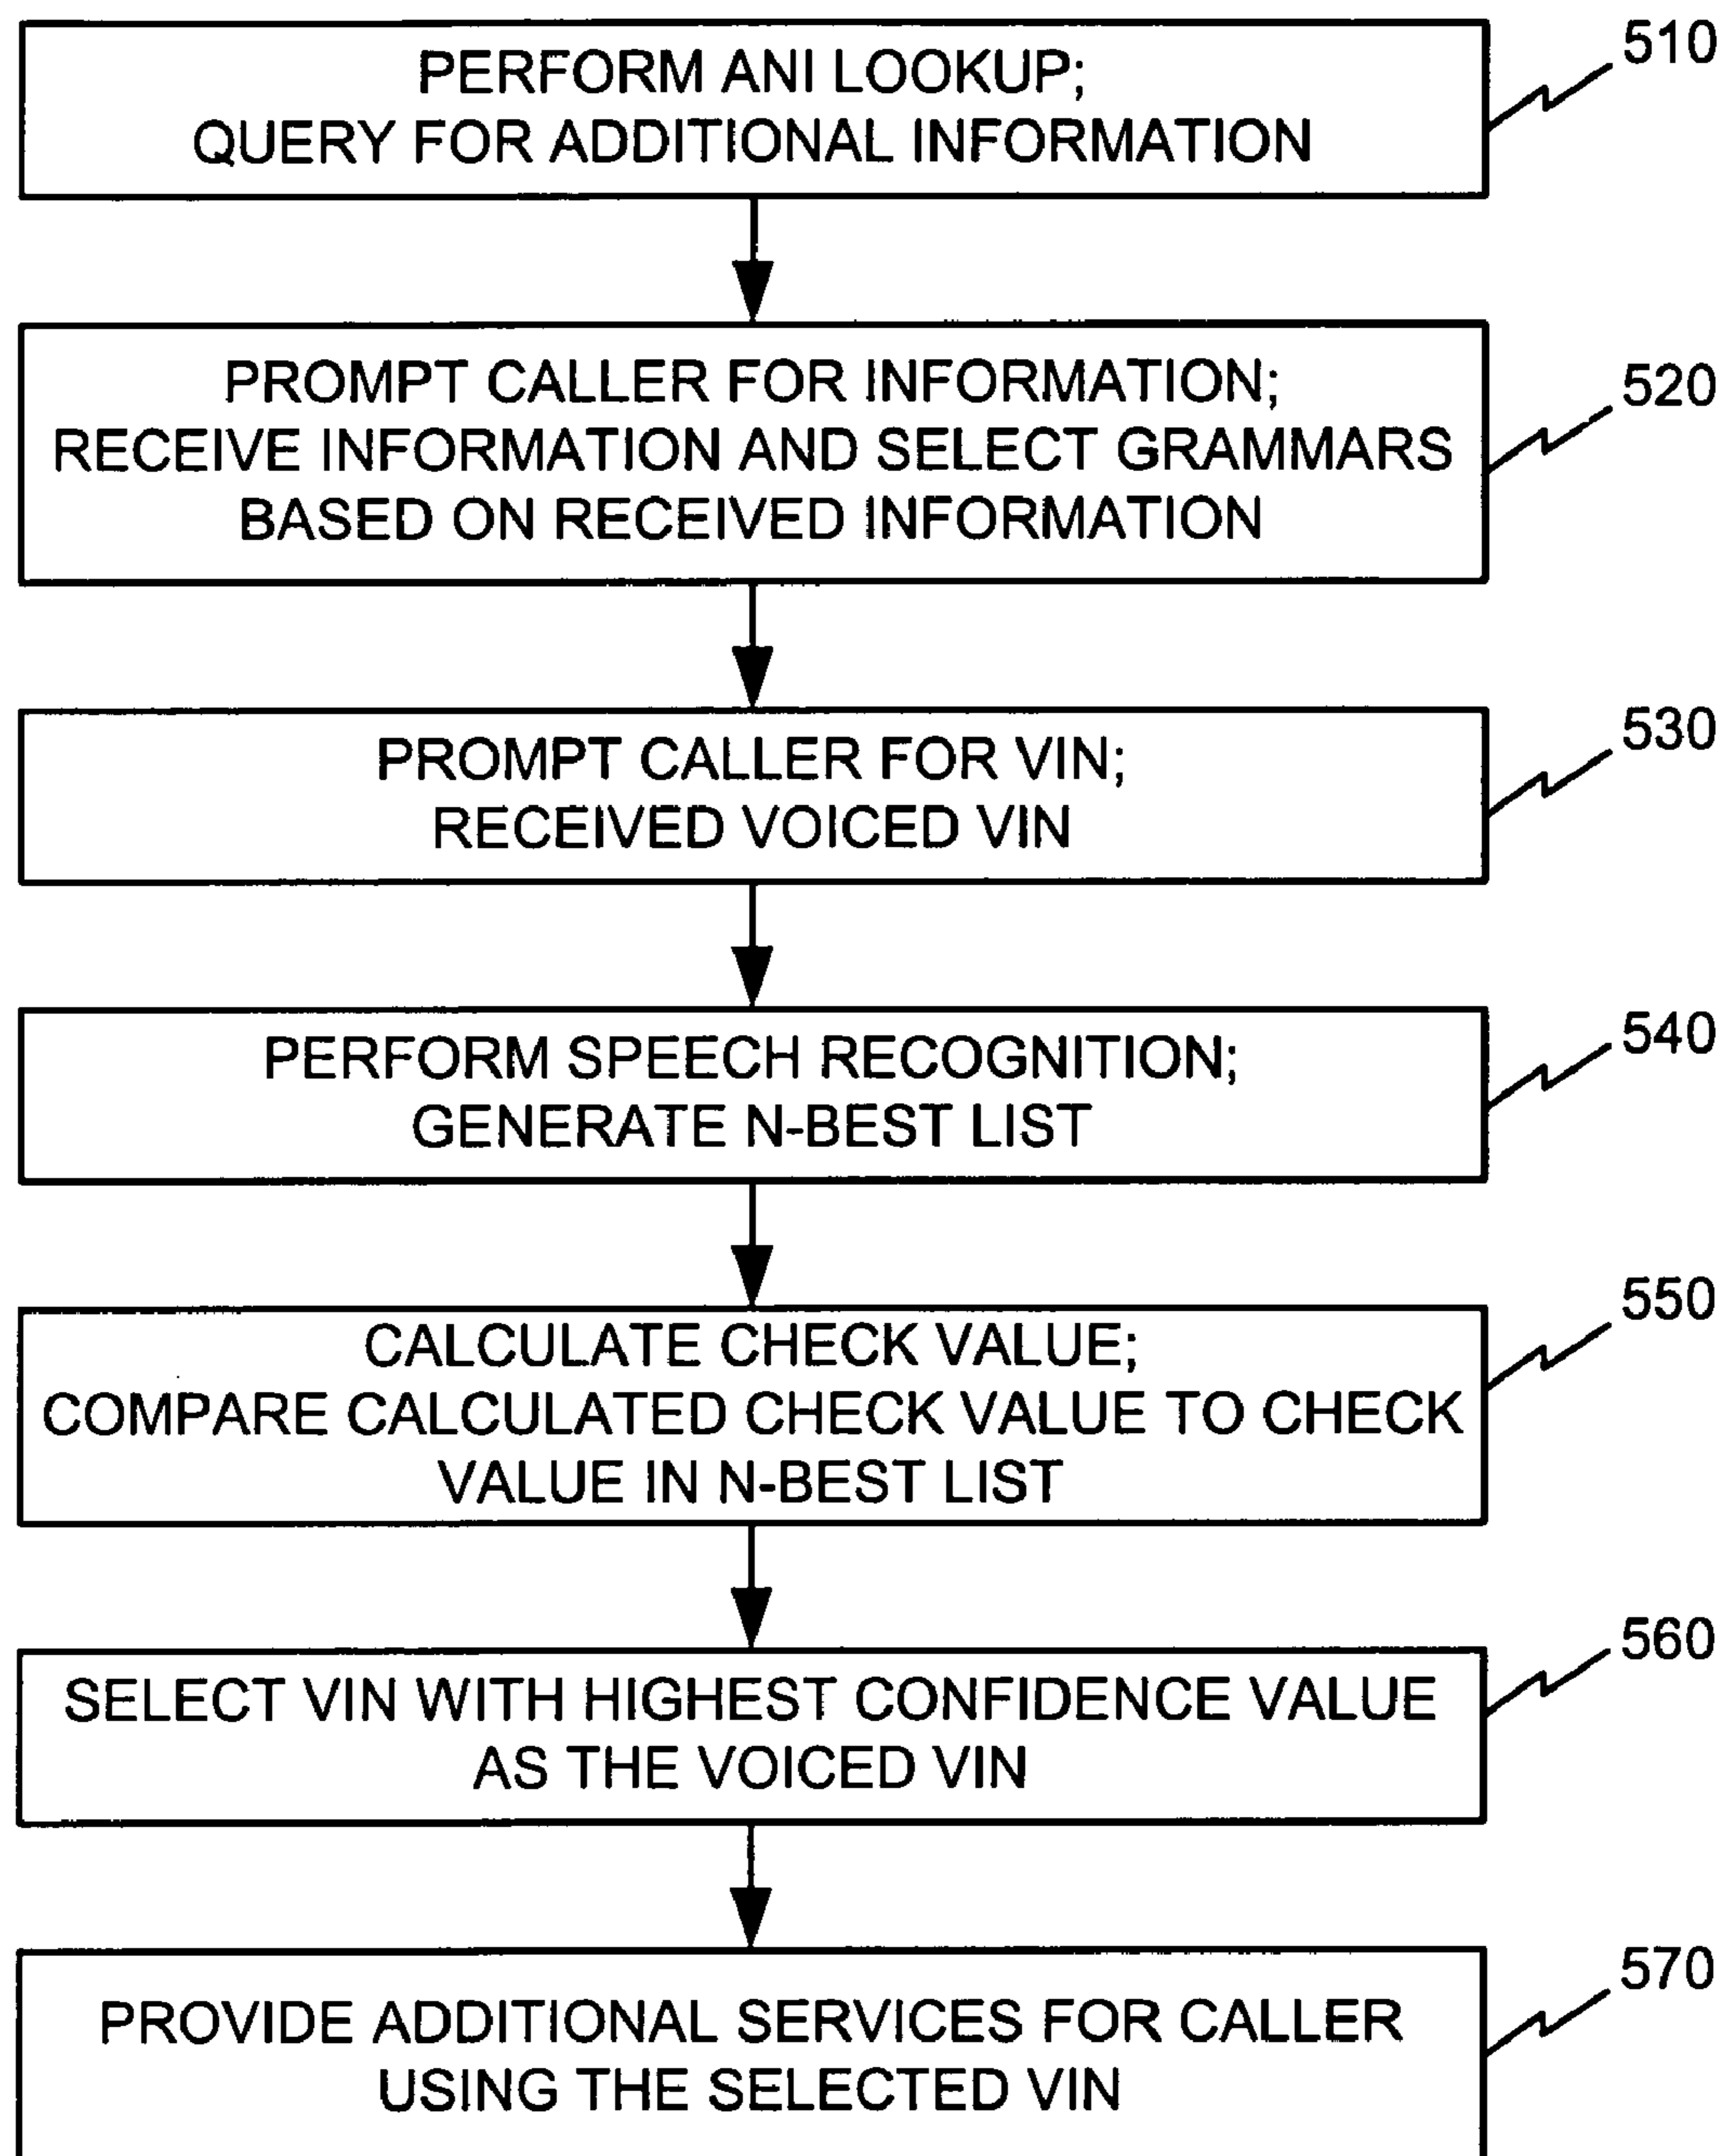 510
PERFORM ANI LOOKUP;
QUERY FOR ADDITIONAL INFORMATION
520
PROMPT CALLER FOR INFORMATION;
RECEIVE INFORMATION AND SELECT GRAMMARS
BASED ON RECEIVED INFORMATION
530
PROMPT CALLER FOR VIN;
RECEIVED VOICED VIN
540
PERFORM SPEECH RECOGNITION;
GENERATE N-BEST LIST
550
CALCULATE CHECK VALUE;
COMPARE CALCULATED CHECK VALUE TO CHECK
VALUE IN N-BEST LIST
560
SELECT VIN WITH HIGHEST CONFIDENCE VALUE
AS THE VOICED VIN
570
PROVIDE ADDITIONAL SERVICES FOR CALLER
USING THE SELECTED VIN